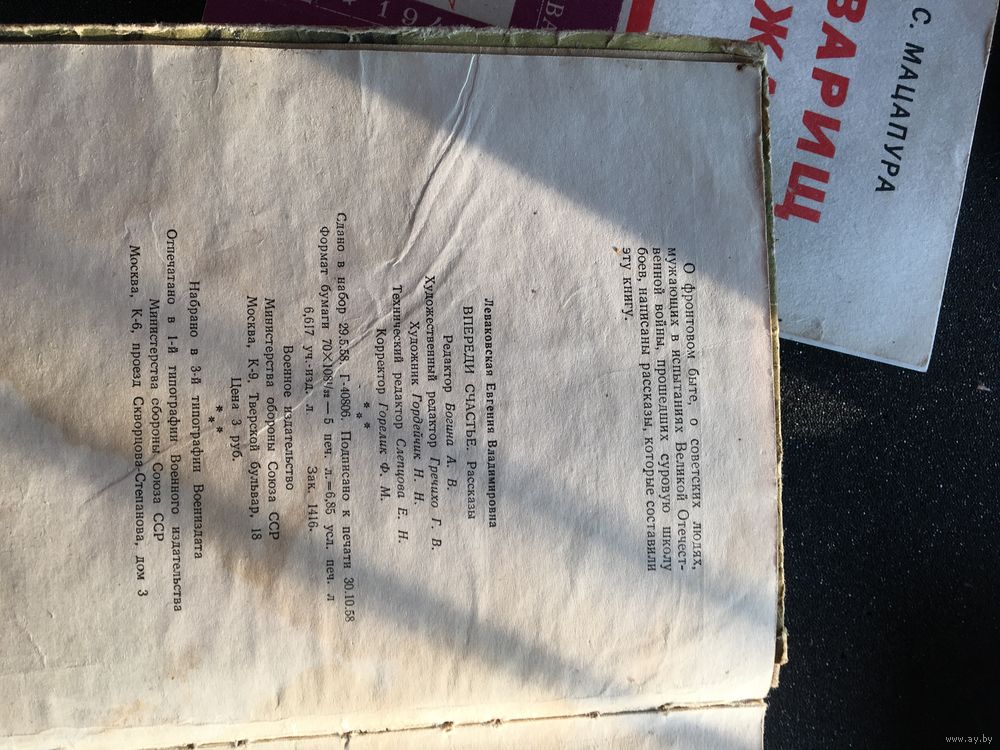 О фронтовом быте, о советских людях,
мужающих в испытаниях Великой Отечест-
венной войны, прошедших суровую школу
боев, написаны рассказы, которые составили
эту книгу.
Леваковская Евгения Владимировна
ВПЕРЕДИ СЧАСТЬЕ. Рассказы
Редактор Богина А. В.
Художественный редактор Гречихо Г. В.
Художник Гордейчик Н. Н.
Технический редактор Слепцова Е. Н.
Корректор Горелик Ф. М.
* * *
Сдано в набор 29.5.58. Г-40806. Подписано к печати 30.10.58
Формат бумаги 70×108¹/₃₂ — 5 печ. л.=6,85 усл. печ. л
6,617 уч.-изд. л Зак. 1416.
Военное издательство
Министерства обороны Союза ССР
Москва, К-9, Тверской бульвар, 18
Цена 3 руб.
* * *
Набрано в 3-й типографии Воениздата
Отпечатано в 1-й типографии Военного издательства
Министерства обороны Союза ССР
Москва, К-6, проезд Скворцова-Степанова, дом 3
С. МАЦАПУРА
ВАРИЩ
www.ay.by